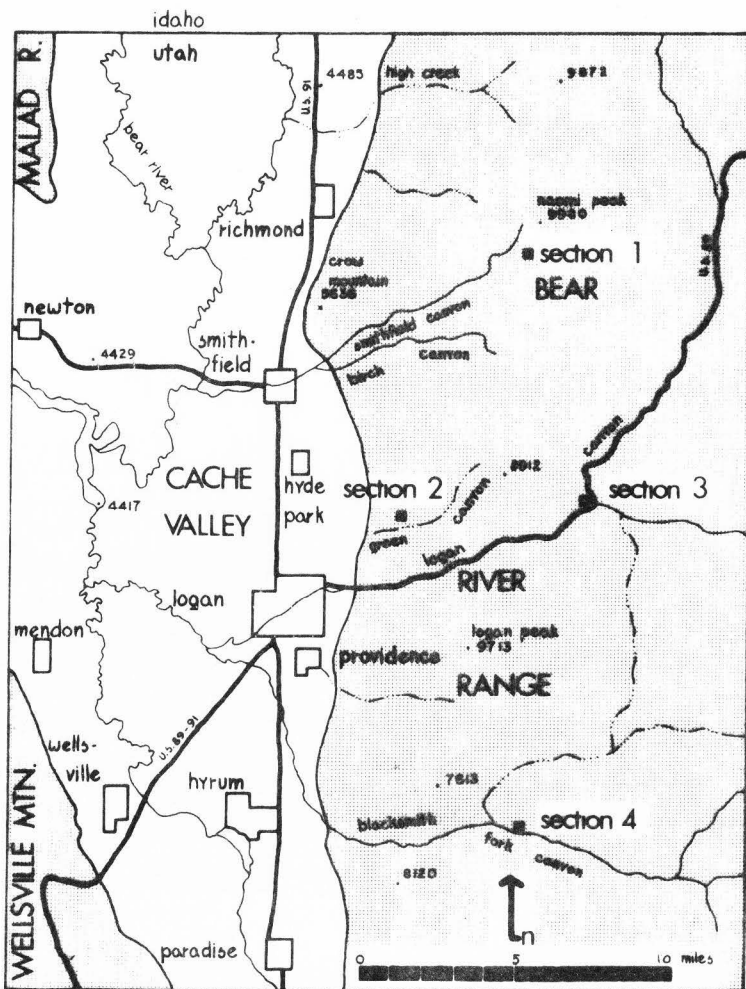 idaho
utah
MALAD R.
bear river
U.S. 91
4485
high creek
9872
naomi peak
9980
richmond
section 1
BEAR
U.S. 89
crow
mountain
5656
newton
smithfield canyon
smith-
field
4429
birch canyon
canyon
CACHE
VALLEY
hyde
park
section 2
section 3
4417
green canyon
logan
RIVER
logan
mendon
logan peak
9713
providence
RANGE
U.S. 89-91
wells-
ville
hyrum
7613
blacksmith
section 4
fork canyon
8120
WELLSVILLE MTN.
paradise
n
0 5 10 miles